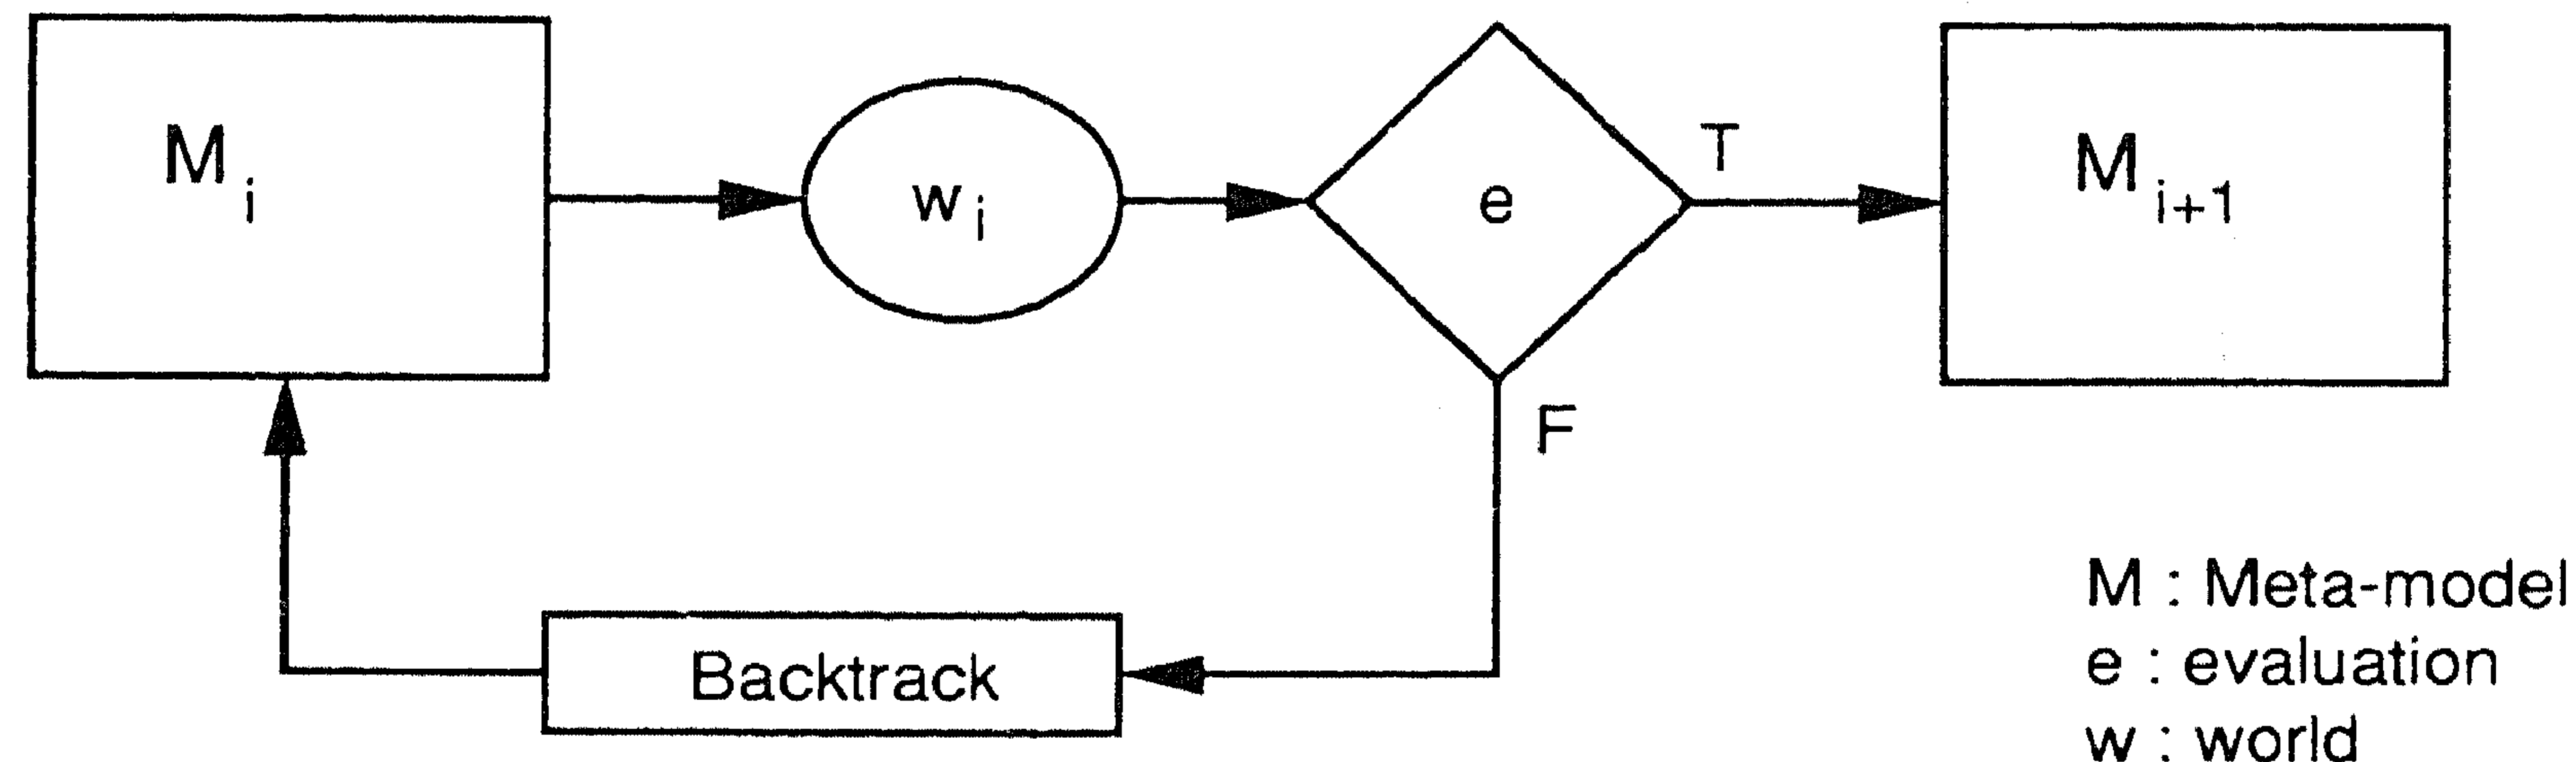 M i
w i
e
T
M i+1
F
Backtrack
M : Meta-model
e : evaluation
w : world